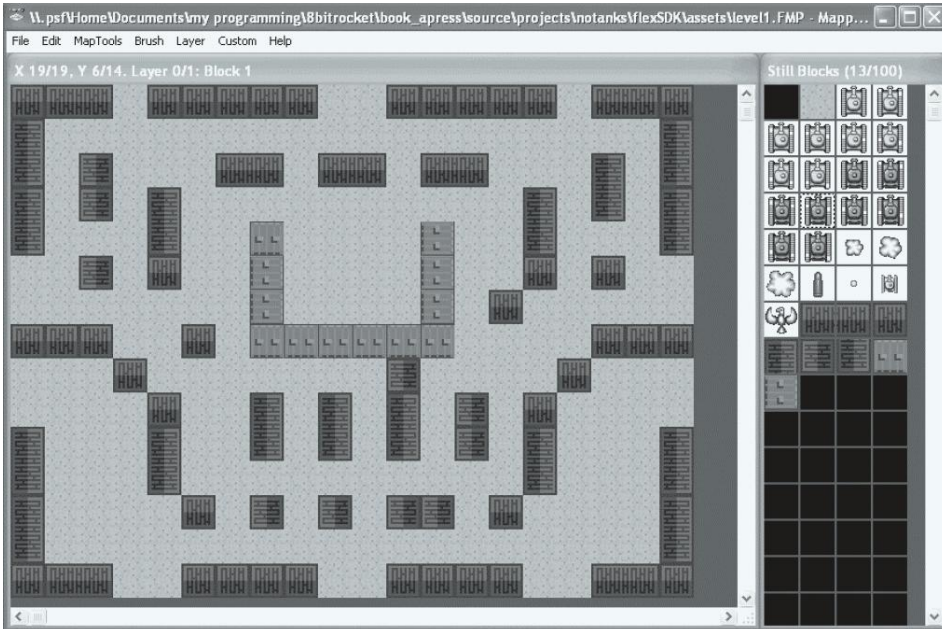 \\.psf\Home\Documents\my programming\8bitrocket\book_apress\source\projects\notanks\flexSDK\assets\level1.FMP - Mapp...
File Edit MapTools Brush Layer Custom Help
X 19/19, Y 6/14. Layer 0/1: Block 1
Still Blocks (13/100)